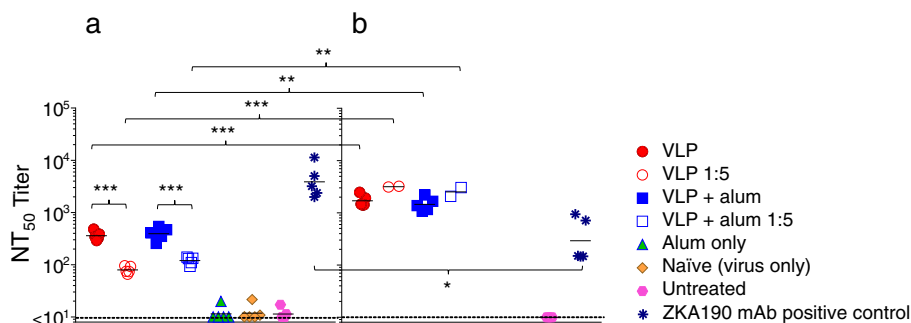 a b
**
**
***
***
*** ***
*
NT50 Titer
10^5
10^4
10^3
10^2
<10^1
VLP
VLP 1:5
VLP + alum
VLP + alum 1:5
Alum only
Naïve (virus only)
Untreated
ZKA190 mAb positive control